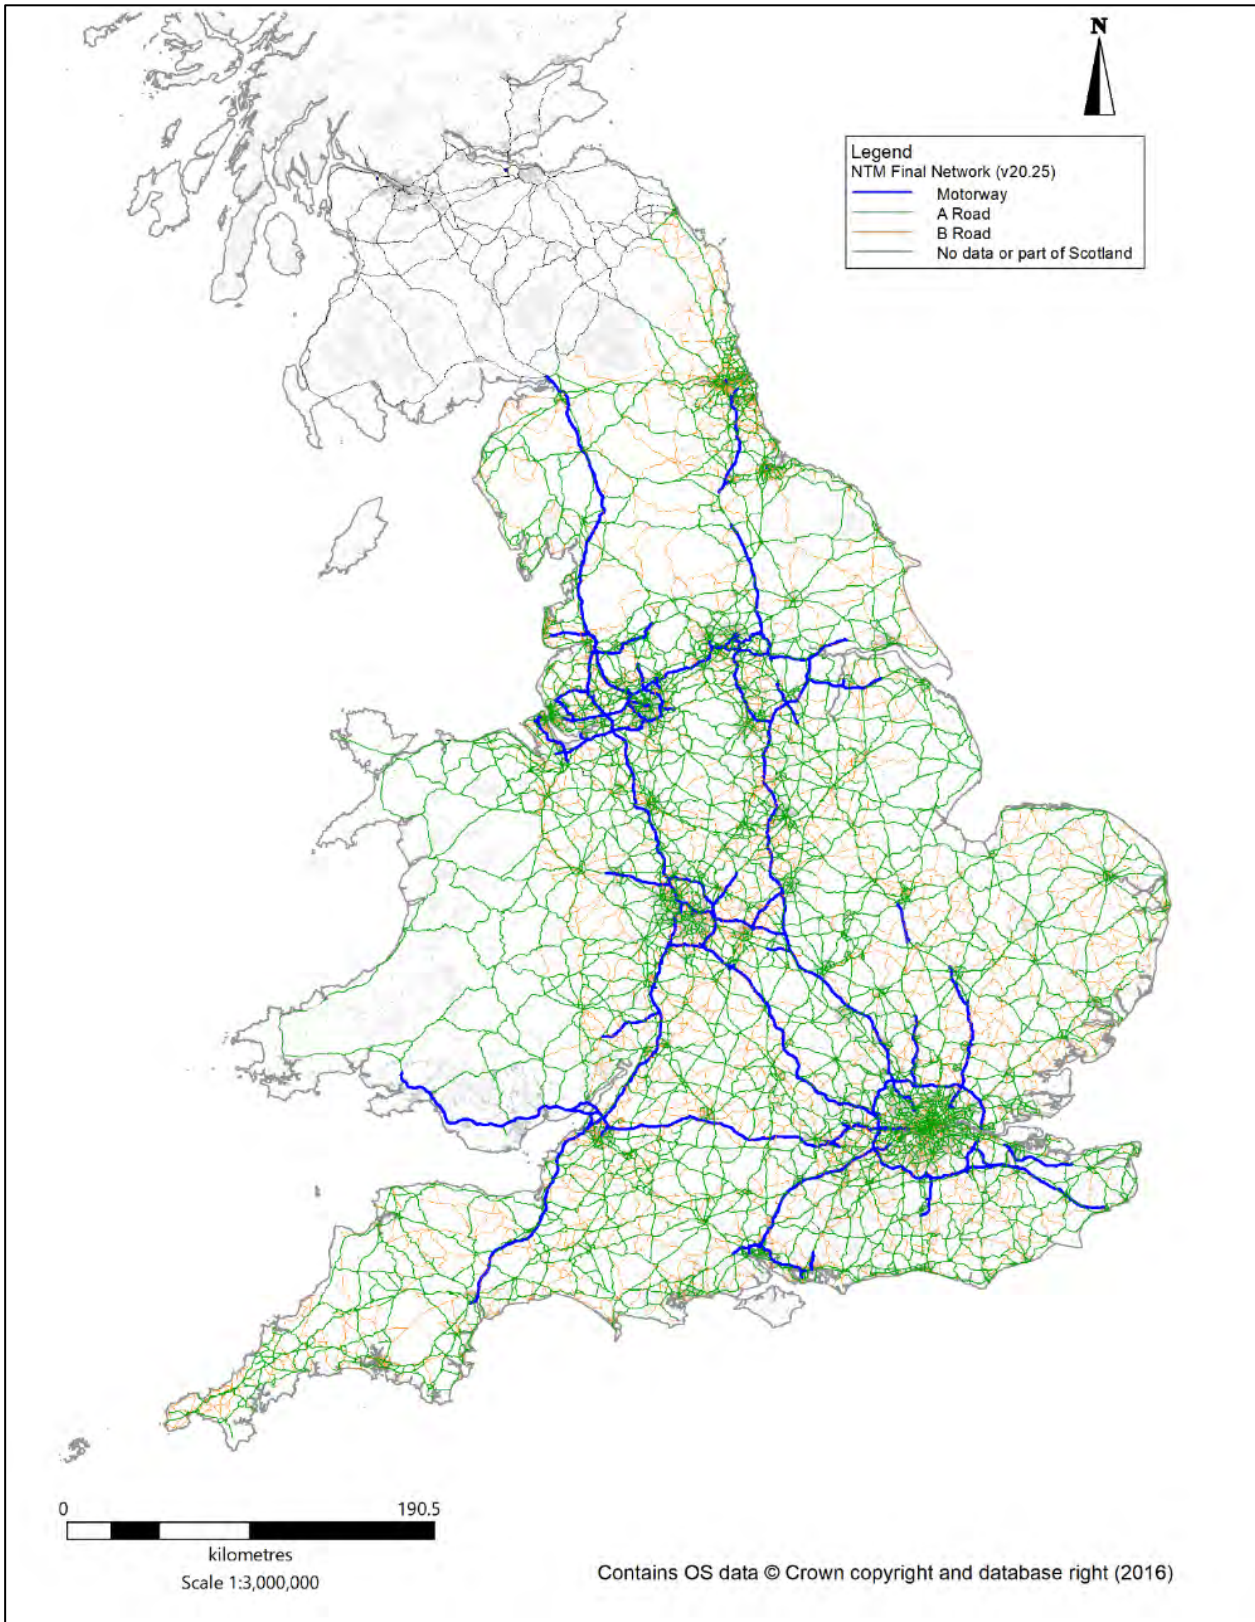 N
Legend
NTM Final Network (v20.25)
Motorway
A Road
B Road
No data or part of Scotland
0 190.5
kilometres
Scale 1:3,000,000
Contains OS data © Crown copyright and database right (2016)